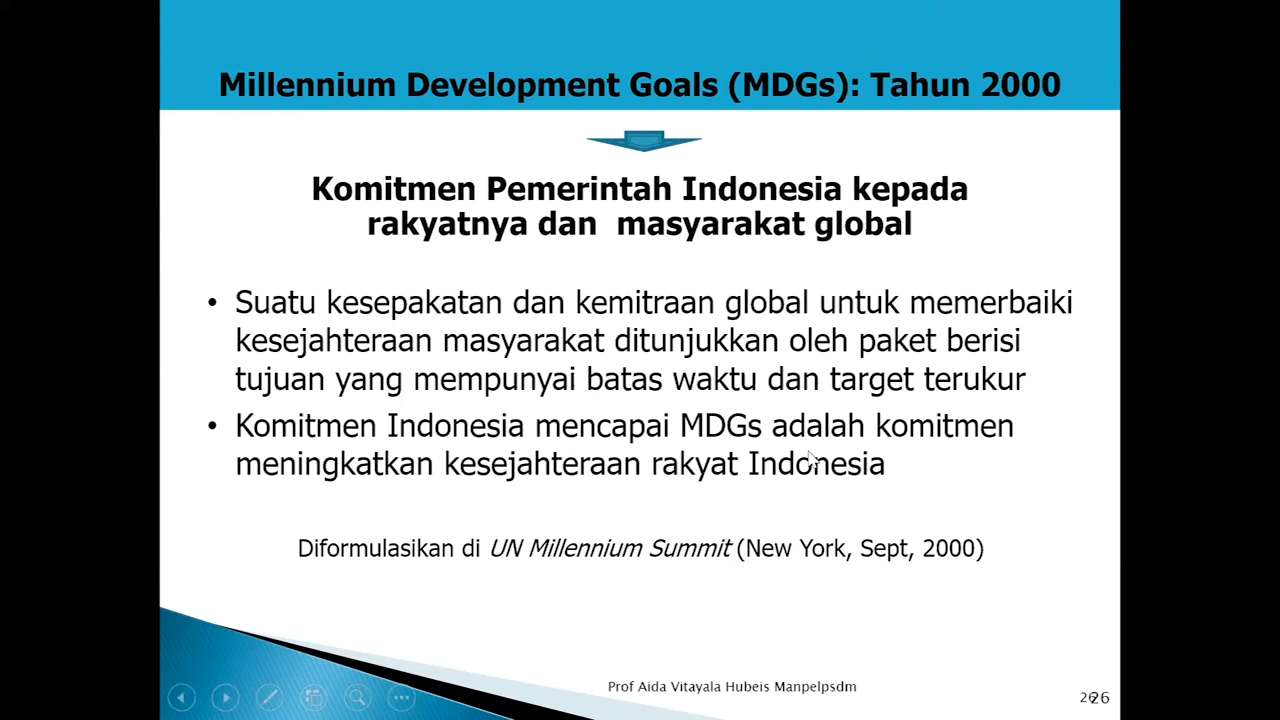 Millennium Development Goals (MDGs): Tahun 2000
Komitmen Pemerintah Indonesia kepada
rakyatnya dan masyarakat global
• Suatu kesepakatan dan kemitraan global untuk memerbaiki
kesejahteraan masyarakat ditunjukkan oleh paket berisi
tujuan yang mempunyai batas waktu dan target terukur
• Komitmen Indonesia mencapai MDGs adalah komitmen
meningkatkan kesejahteraan rakyat Indonesia
Diformulasikan di UN Millennium Summit (New York, Sept, 2000)
Prof Aida Vitayala Hubeis Manpelpsdm
26